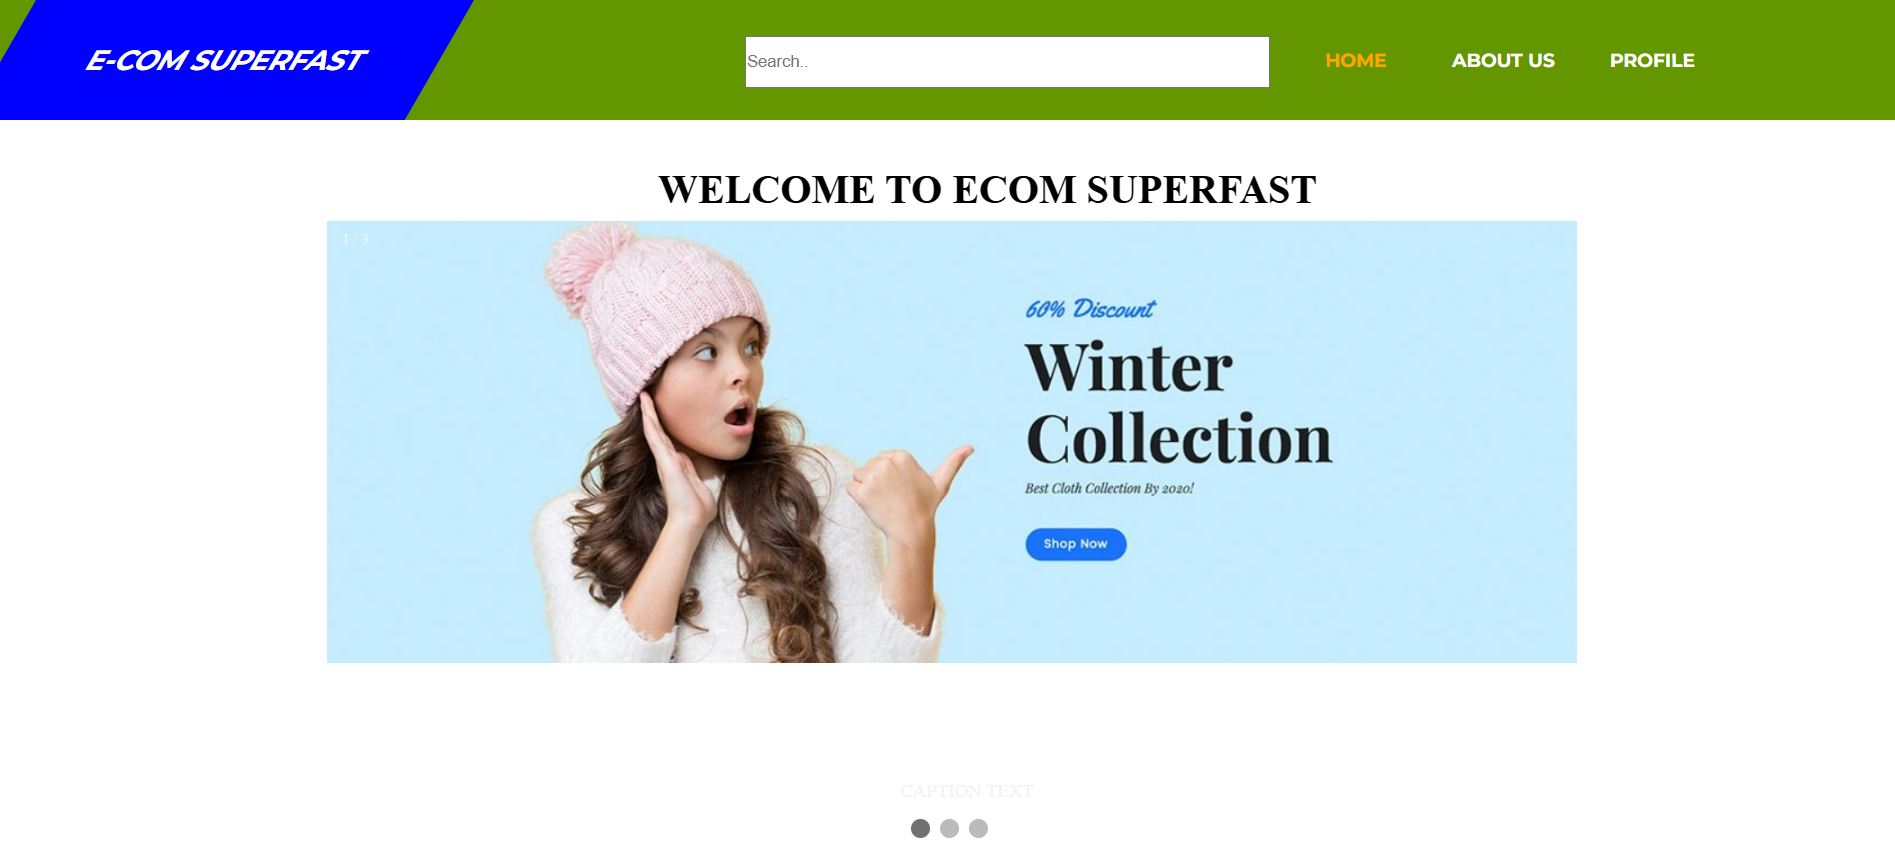 E-COM SUPERFAST
Search..
HOME
ABOUT US
PROFILE
WELCOME TO ECOM SUPERFAST
1 / 3
60% Discount
Winter
Collection
Best Cloth Collection By 2020!
Shop Now
CAPTION TEXT